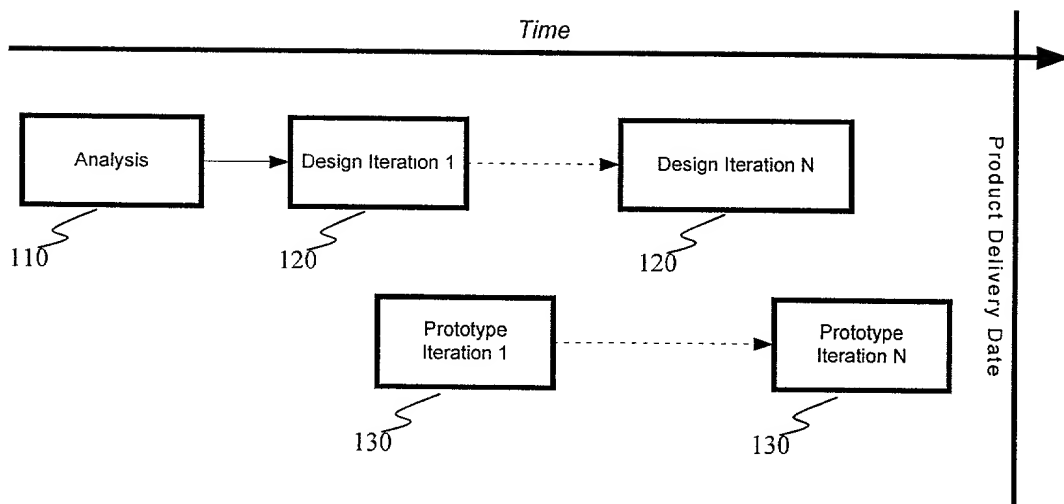 Time
Analysis
Design Iteration 1
Design Iteration N
110
120
120
Prototype
Iteration 1
Prototype
Iteration N
130
130
Product Delivery Date